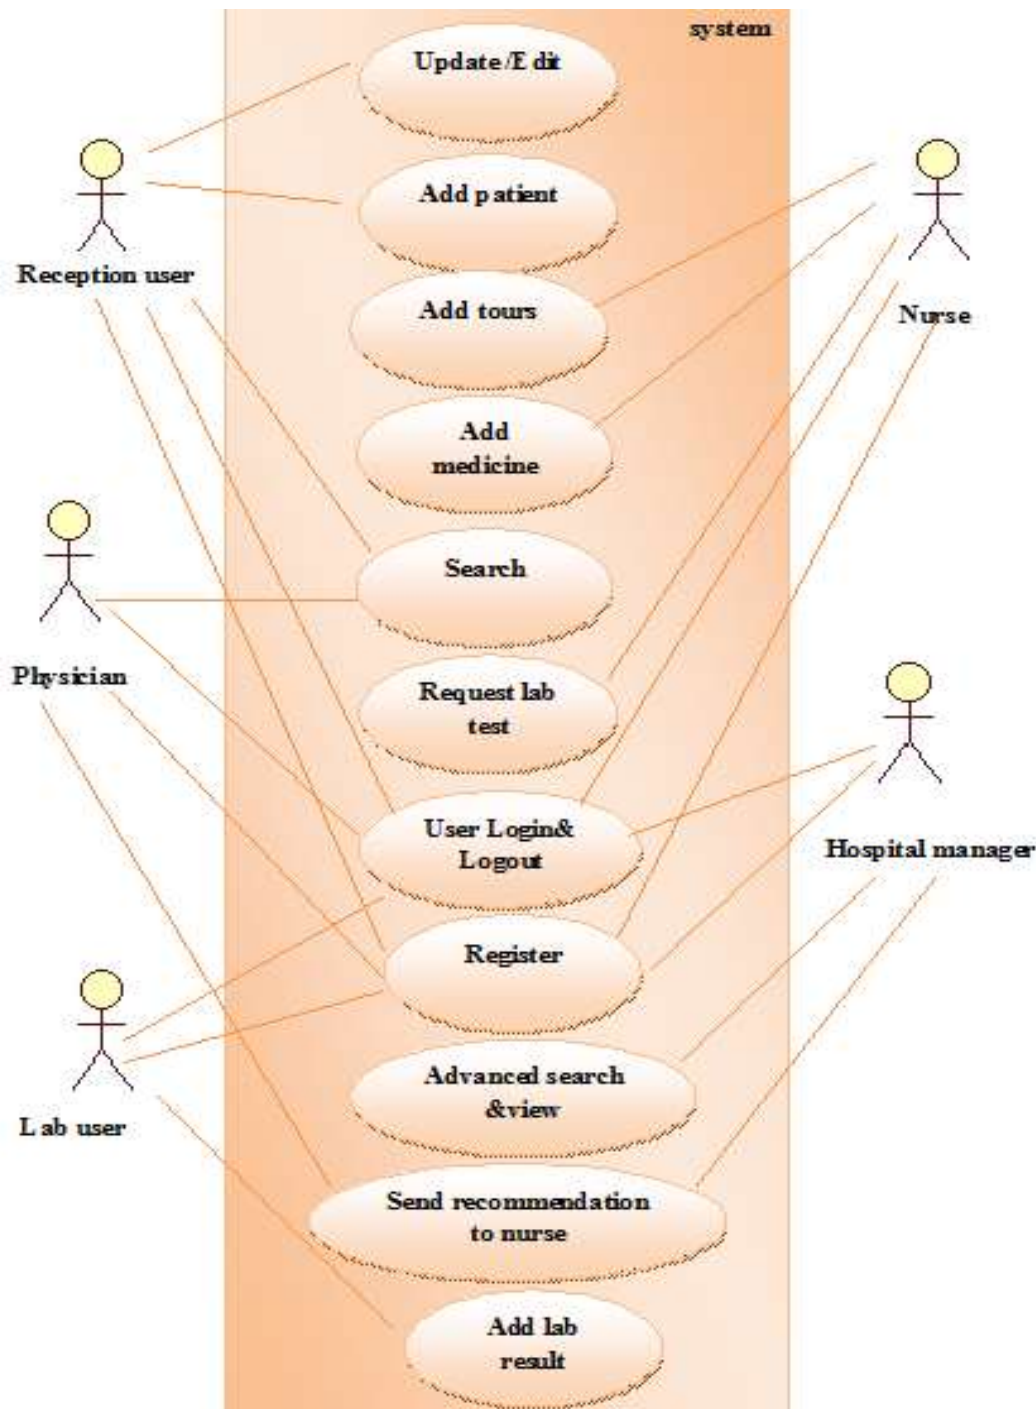 system
Update/Edit
Add patient
Reception user
Add tours
Nurse
Add
medicine
Search
Physician
Request lab
test
User Login&
Logout
Hospital manager
Register
Advanced search
&view
Lab user
Send recommendation
to nurse
Add lab
result